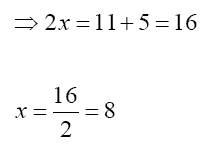 ⇒ 2x = 11 + 5 = 16
x = 16/2 = 8